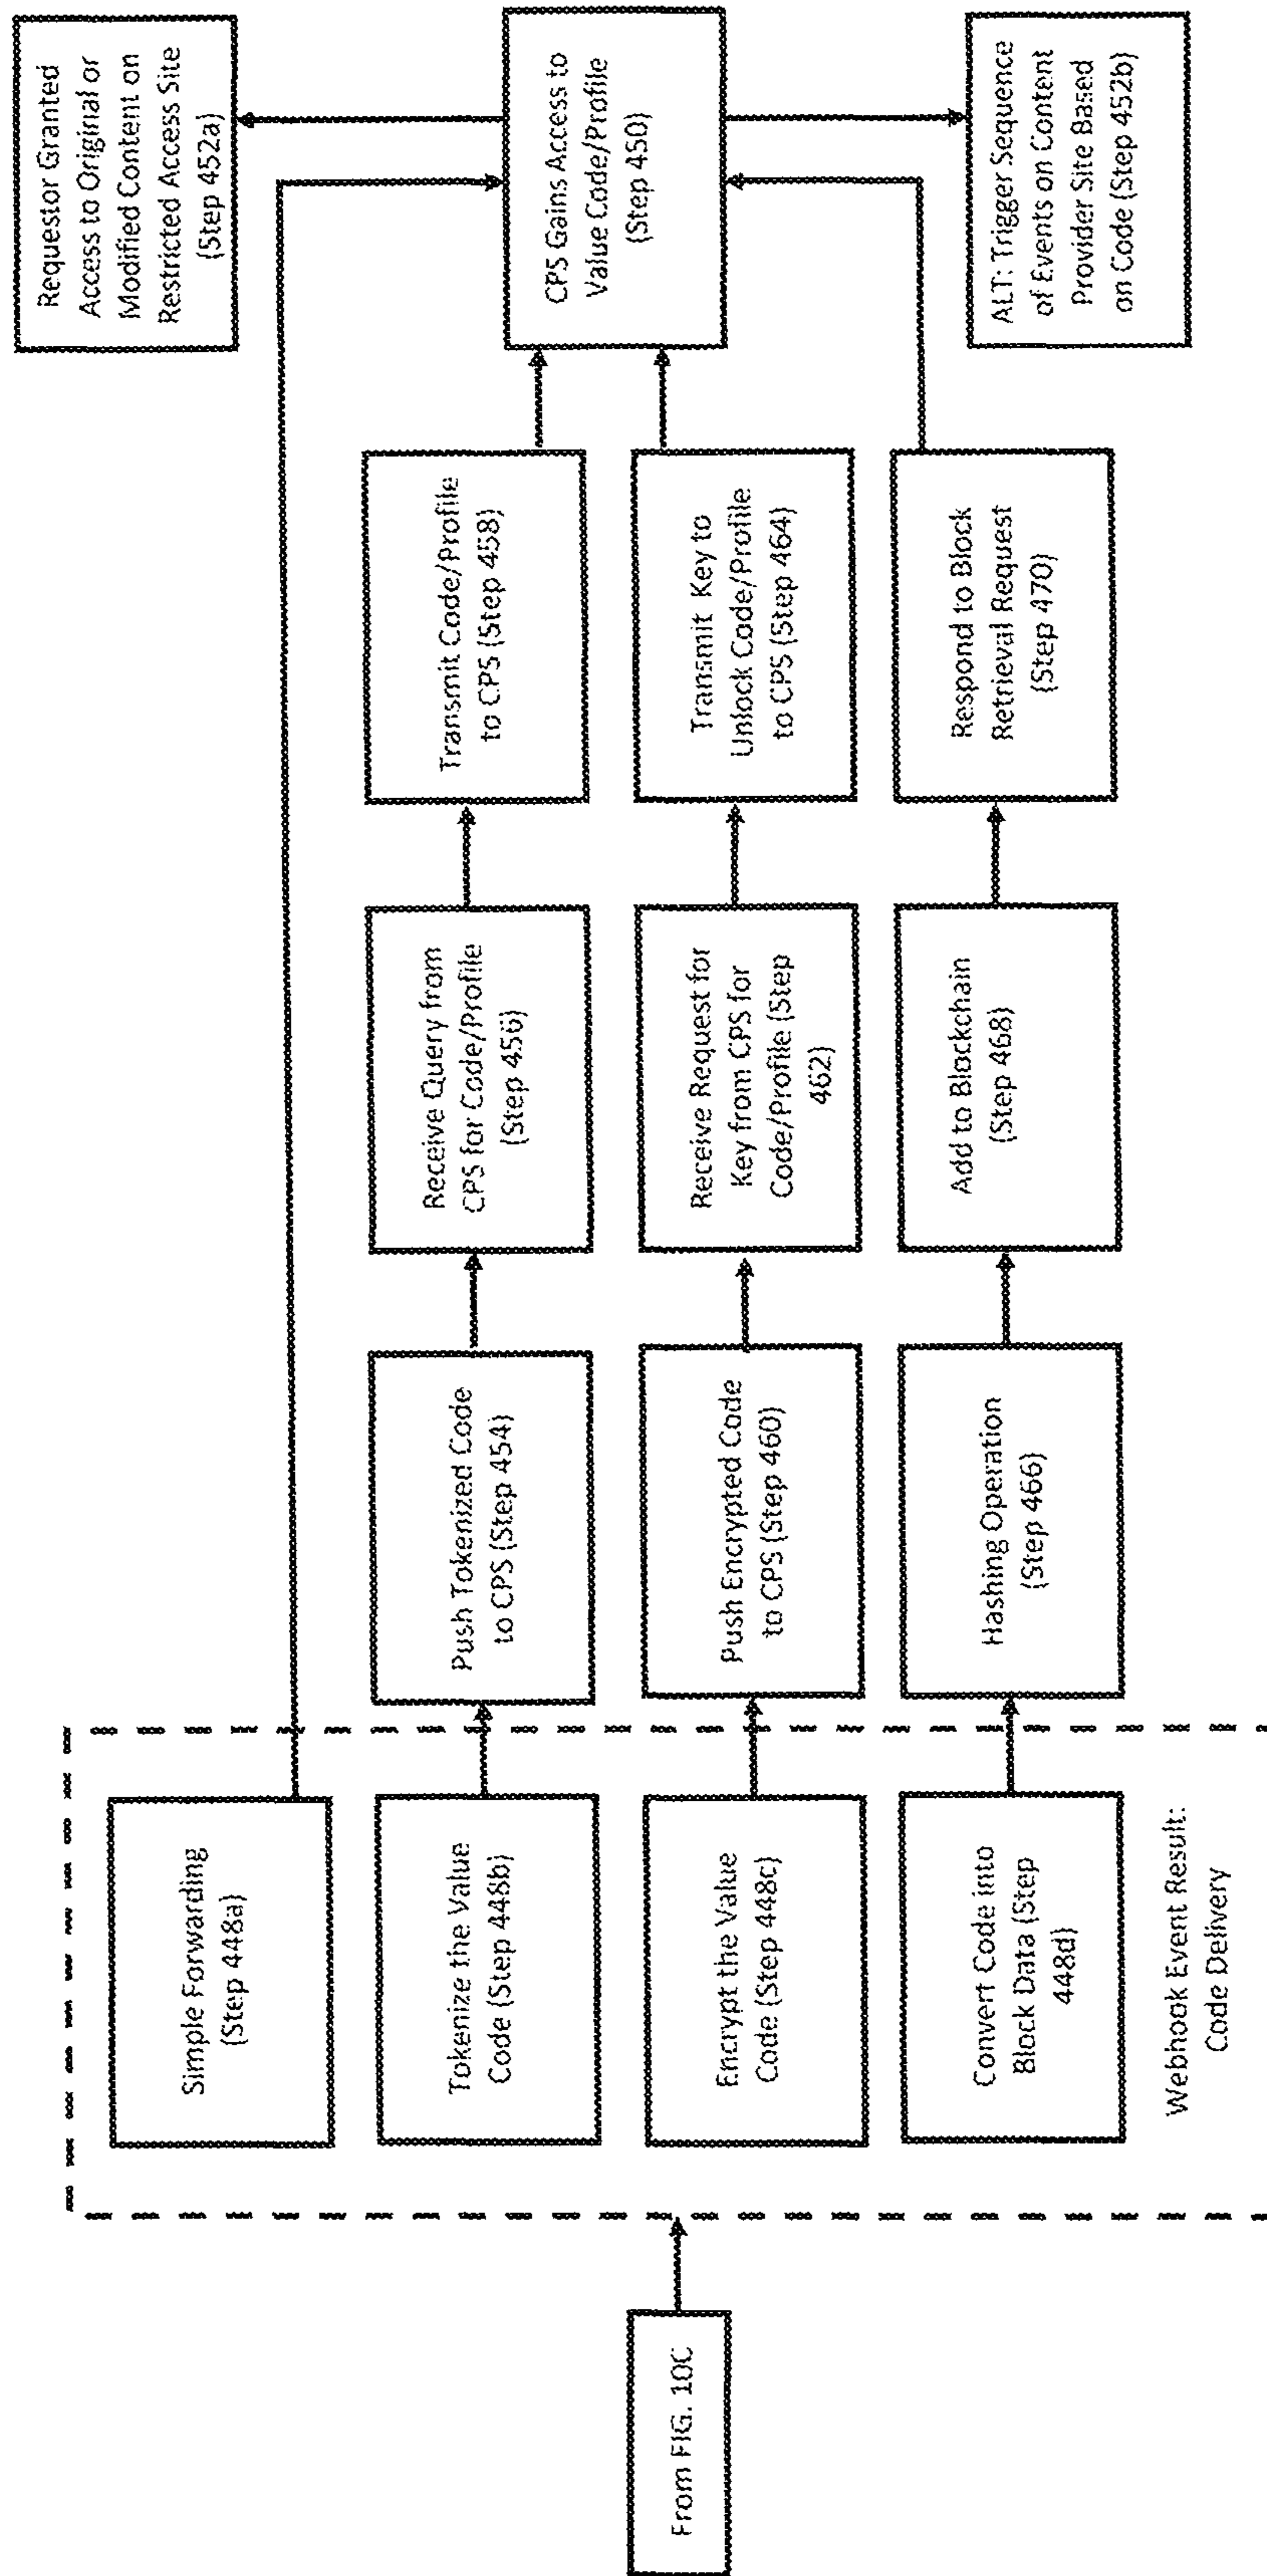 From FIG. 10C
Simple Forwarding
(Step 448a)
Tokenize the Value
Code (Step 448b)
Encrypt the Value
Code (Step 448c)
Convert Code into
Block Data (Step
448d)
Webhook Event Result:
Code Delivery
Push Tokenized Code
to CPS (Step 454)
Push Encrypted Code
to CPS (Step 460)
Hashing Operation
(Step 466)
Receive Query from
CPS for Code/Profile
(Step 456)
Receive Request for
Key from CPS for
Code/Profile (Step
462)
Add to Blockchain
(Step 468)
Transmit Code/Profile
to CPS (Step 458)
Transmit Key to
Unlock Code/Profile
to CPS (Step 464)
Respond to Block
Retrieval Request
(Step 470)
Requestor Granted
Access to Original or
Modified Content on
Restricted Access Site
(Step 452a)
CPS Gains Access to
Value Code/Profile
(Step 450)
ALT: Trigger Sequence
of Events on Content
Provider Site Based
on Code (Step 452b)